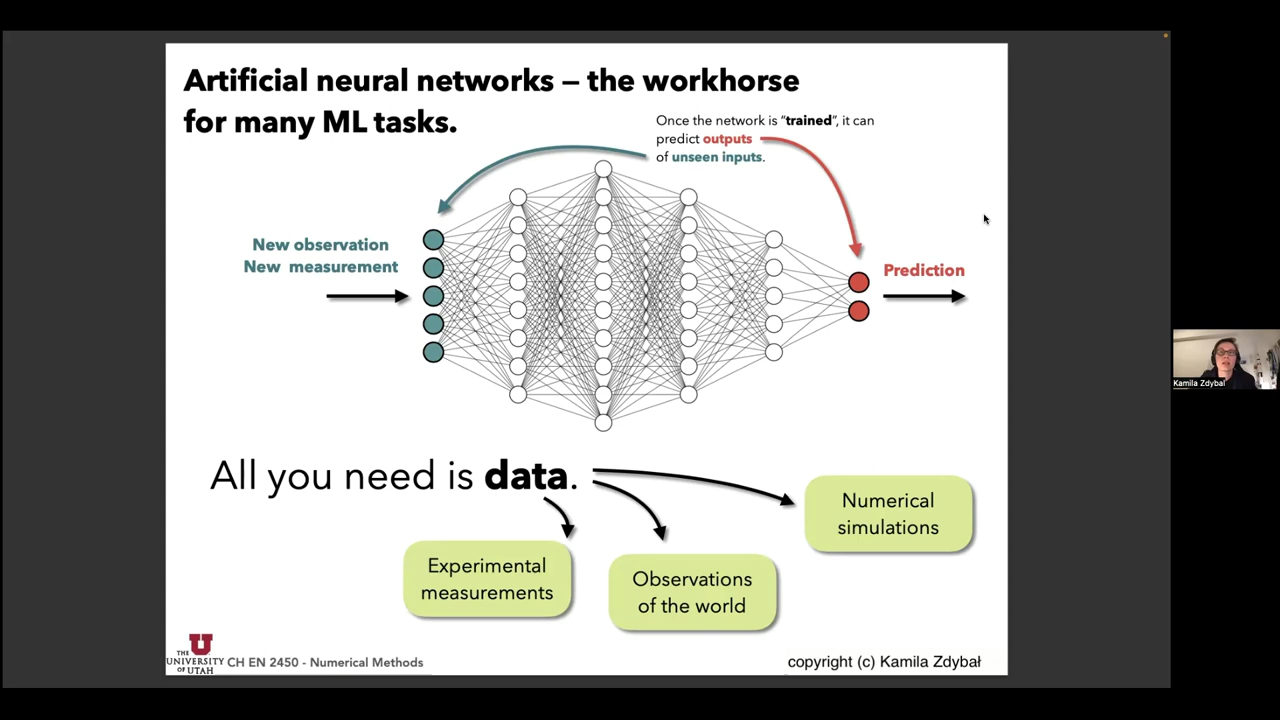 Artificial neural networks – the workhorse
for many ML tasks.
Once the network is "trained", it can
predict outputs
of unseen inputs.
New observation
New measurement
Prediction
All you need is data.
Numerical
simulations
Experimental
measurements
Observations
of the world
THE
UNIVERSITY
OF UTAH
CH EN 2450 - Numerical Methods
copyright (c) Kamila Zdybał
Kamila Zdybal